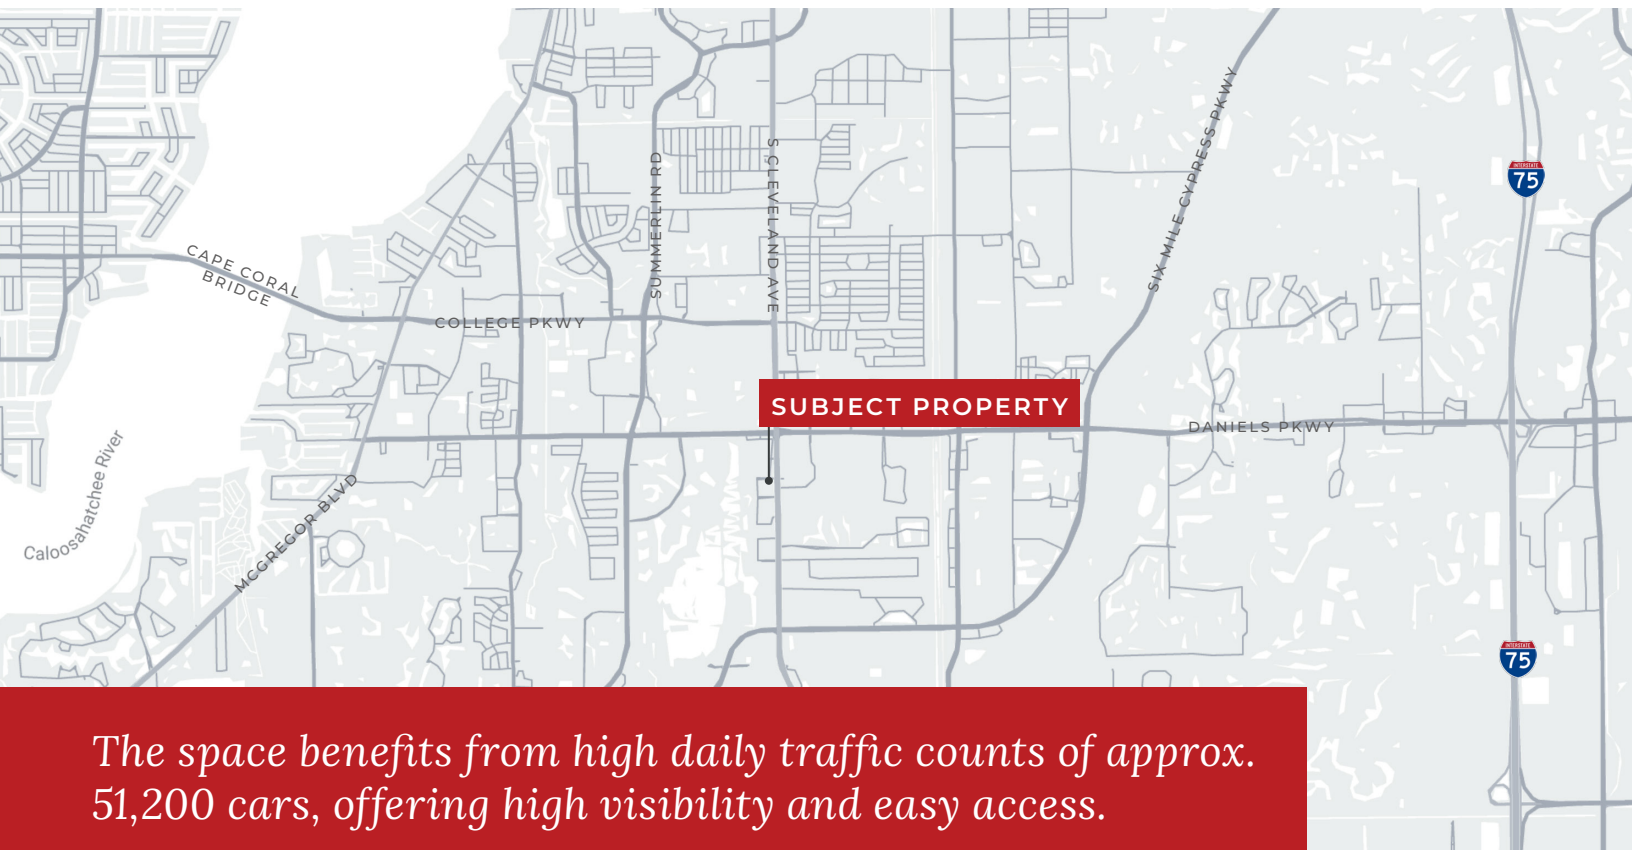 SUMMERLIN RD
S CLEVELAND AVE
SIX MILE CYPRESS PKWY
INTERSTATE
75
CAPE CORAL
BRIDGE
COLLEGE PKWY
SUBJECT PROPERTY
DANIELS PKWY
Caloosahatchee River
MCGREGOR BLVD
INTERSTATE
75
The space benefits from high daily traffic counts of approx.
51,200 cars, offering high visibility and easy access.